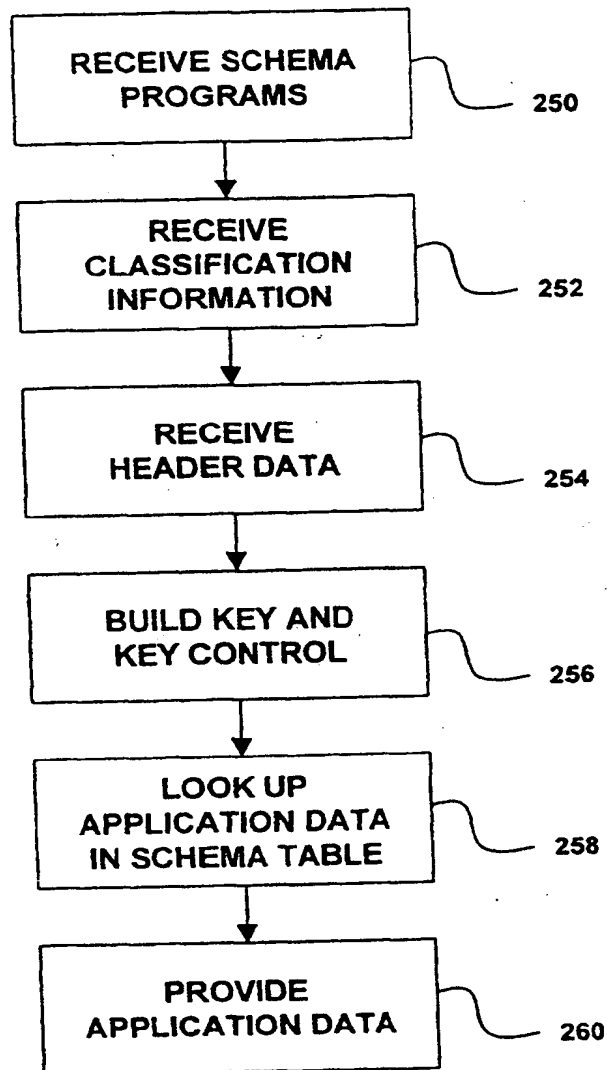 RECEIVE SCHEMA
PROGRAMS
250
RECEIVE
CLASSIFICATION
INFORMATION
252
RECEIVE
HEADER DATA
254
BUILD KEY AND
KEY CONTROL
256
LOOK UP
APPLICATION DATA
IN SCHEMA TABLE
258
PROVIDE
APPLICATION DATA
260